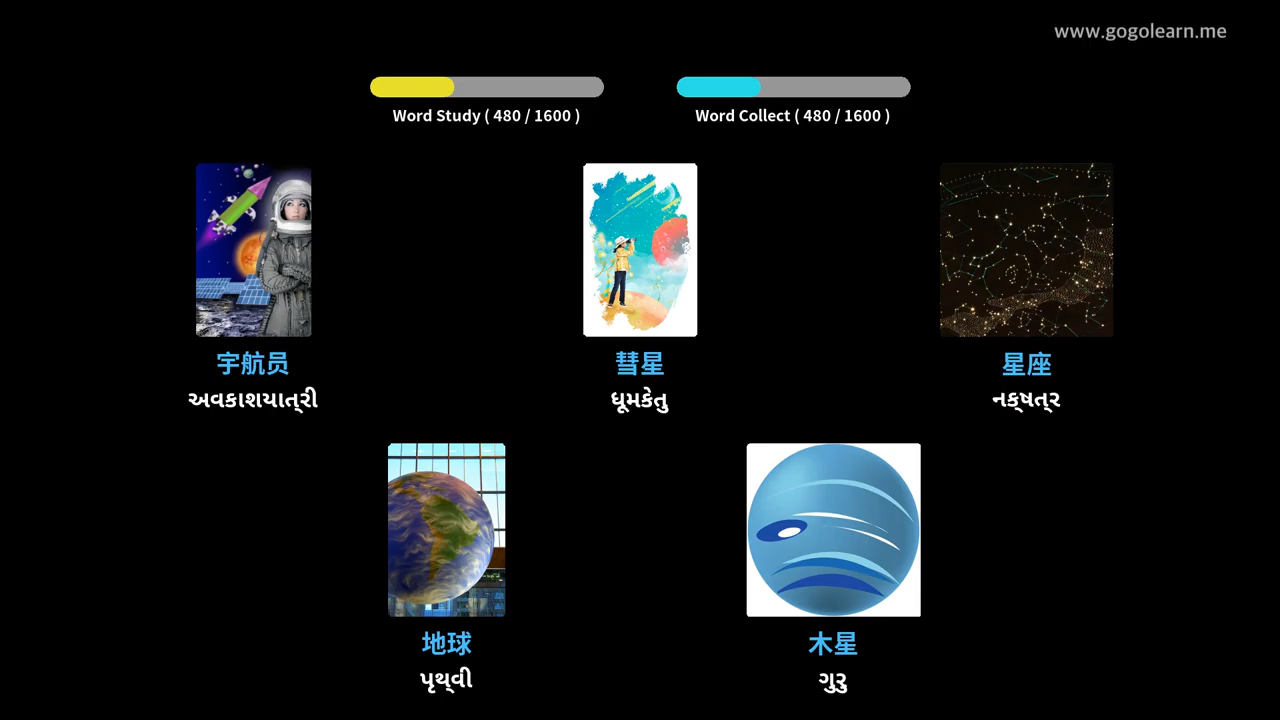 www.gogolearn.me
Word Study ( 480 / 1600 )
Word Collect ( 480 / 1600 )
宇航员
અવકાશયાત્રી
彗星
ધૂમકેતુ
星座
નક્ષત્ર
地球
પૃથ્વી
木星
ગુરુ